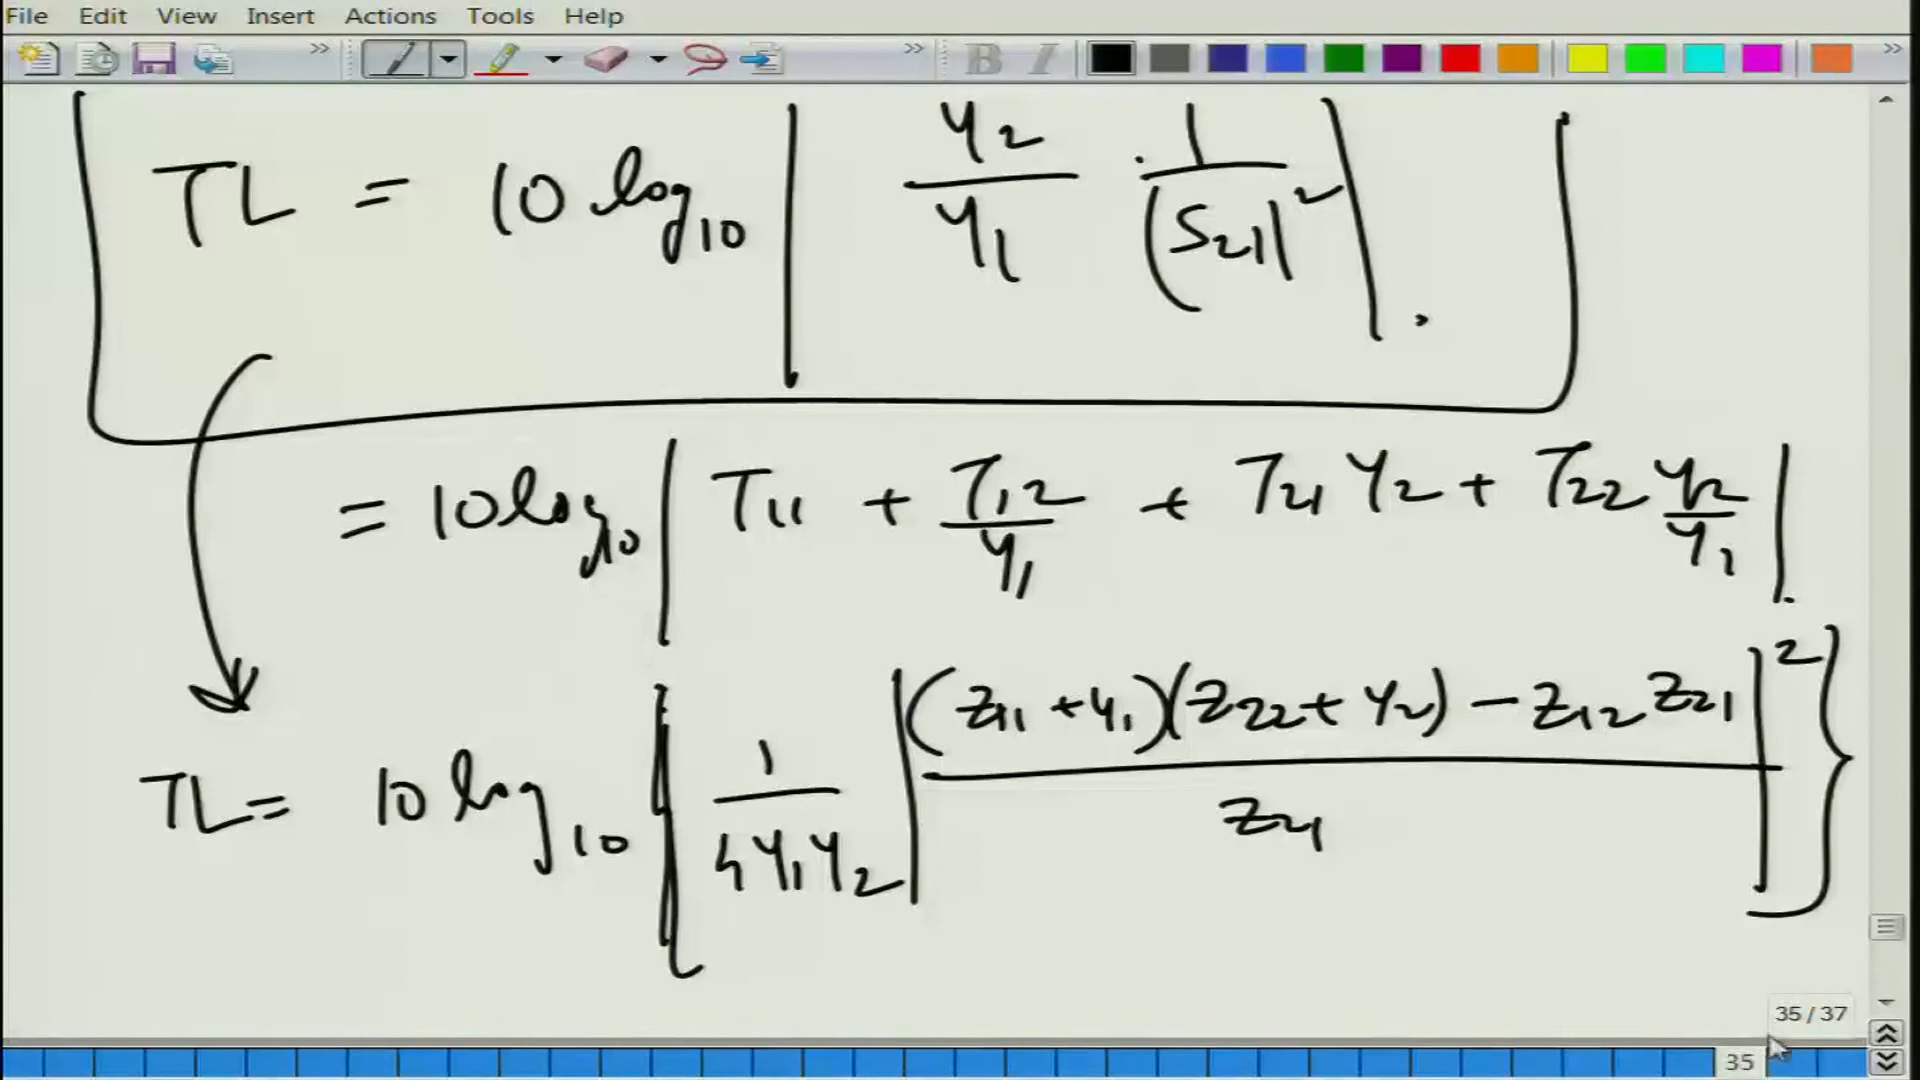 File Edit View Insert Actions Tools Help
B I
TL = 10 log₁₀ | Y₂/Y₁ · 1/(S₂₁|² | .
= 10 log₁₀ | T₁₁ + T₁₂/Y₁ + T₂₁ Y₂ + T₂₂ Y₂/Y₁ | .
TL = 10 log₁₀ { 1/(4Y₁Y₂) | ((Z₁₁ + Y₁)(Z₂₂ + Y₂) − Z₁₂ Z₂₁)/Z₂₁ |² }
35 / 37
35